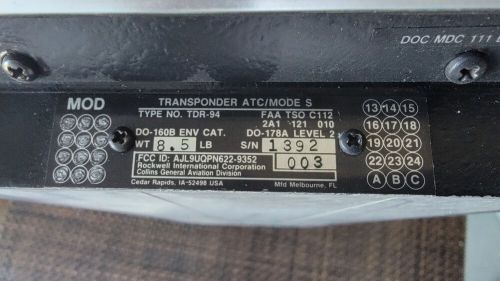 DOC MDC 111
MOD
TRANSPONDER ATC/MODE S
TYPE NO. TDR-94 FAA TSO C112
2A1 121 010
DO-160B ENV CAT. DO-178A LEVEL 2
WT 8.5 LB S/N 1392
003
FCC ID: AJL9UQPN622-9352
Rockwell International Corporation
Collins General Aviation Division
Cedar Rapids, IA-52498 USA Mfd Melbourne, FL
13 14 15
16 17 18
19 20 21
22 23 24
A B C